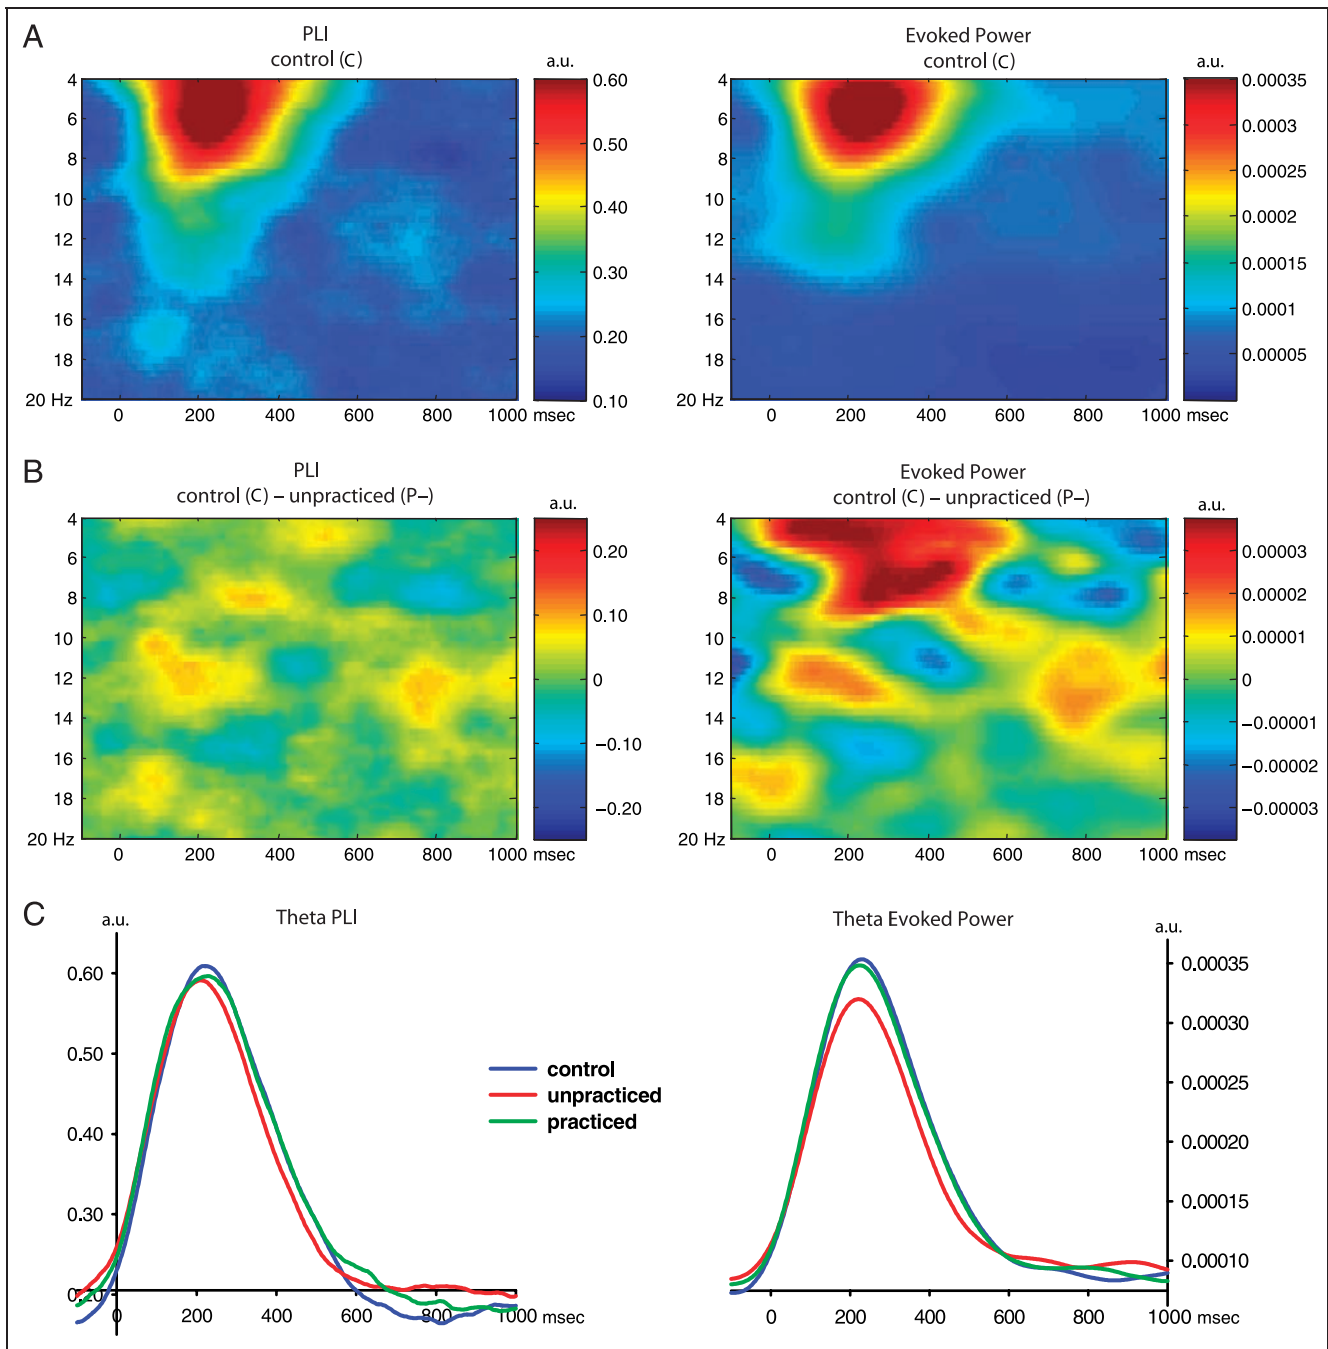 A
PLI
control (C)
a.u.
4
6
8
10
12
14
16
18
20 Hz
0 200 400 600 800 1000 msec
0.60
0.50
0.40
0.30
0.20
0.10
Evoked Power
control (C)
a.u.
4
6
8
10
12
14
16
18
20 Hz
0 200 400 600 800 1000 msec
0.00035
0.0003
0.00025
0.0002
0.00015
0.0001
0.00005
B
PLI
control (C) – unpracticed (P–)
a.u.
4
6
8
10
12
14
16
18
20 Hz
0 200 400 600 800 1000 msec
0.20
0.10
0
–0.10
–0.20
Evoked Power
control (C) – unpracticed (P–)
a.u.
4
6
8
10
12
14
16
18
20 Hz
0 200 400 600 800 1000 msec
0.00003
0.00002
0.00001
0
–0.00001
–0.00002
–0.00003
C
Theta PLI
a.u.
0.60
0.50
0.40
0.30
0.20
0 200 400 600 800 1000 msec
control
unpracticed
practiced
Theta Evoked Power
a.u.
0.00035
0.00030
0.00025
0.00020
0.00015
0.00010
0 200 400 600 800 1000 msec